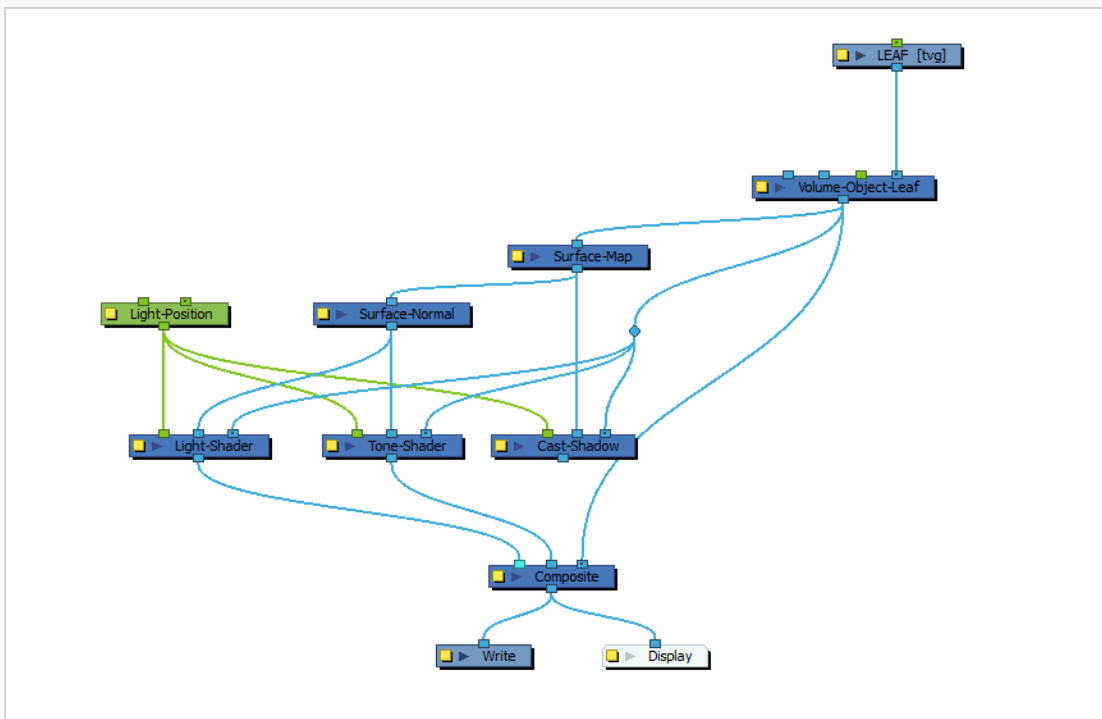 LEAF [tvg]
Volume-Object-Leaf
Surface-Map
Light-Position
Surface-Normal
Light-Shader
Tone-Shader
Cast-Shadow
Composite
Write
Display